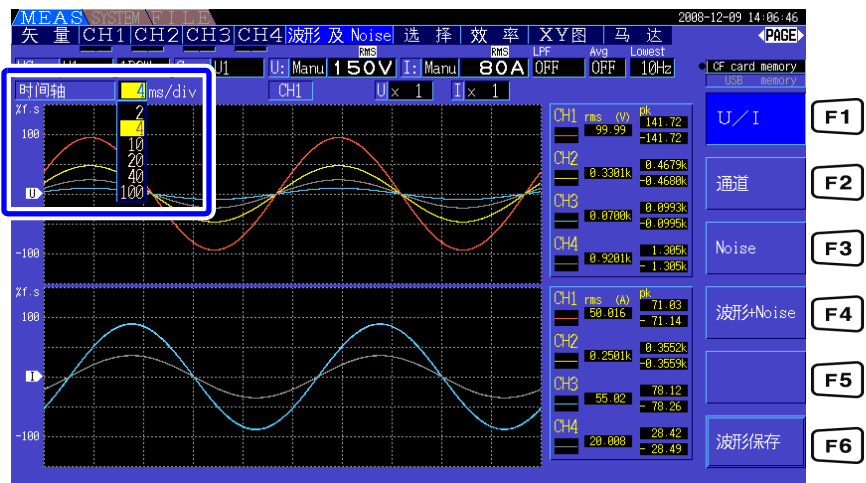 MEAS SYSTEM FILE 2008-12-09 14:06:46
矢 量 CH1 CH2 CH3 CH4 波形 及 Noise 选 择 效 率 XY图 马 达 PAGE
RMS RMS LPF Avg Lowest
U1 U: Manu 150V I: Manu 80A OFF OFF 10Hz CF card memory
USB memory
时间轴 4 ms/div CH1 U × 1 I × 1
2
4
10
20
40
100
%f.s
100
U
-100
CH1 rms (V) pk
99.99 141.72
-141.72
CH2
0.3301k 0.4679k
-0.4680k
CH3
0.0700k 0.0993k
-0.0995k
CH4
0.9201k 1.305k
- 1.305k
%f.s
100
I
-100
CH1 rms (A) pk
50.016 71.03
- 71.14
CH2
0.2501k 0.3552k
-0.3559k
CH3
55.02 78.12
- 78.26
CH4
20.008 28.42
- 28.49
U/I F1
通道 F2
Noise F3
波形+Noise F4
F5
波形保存 F6